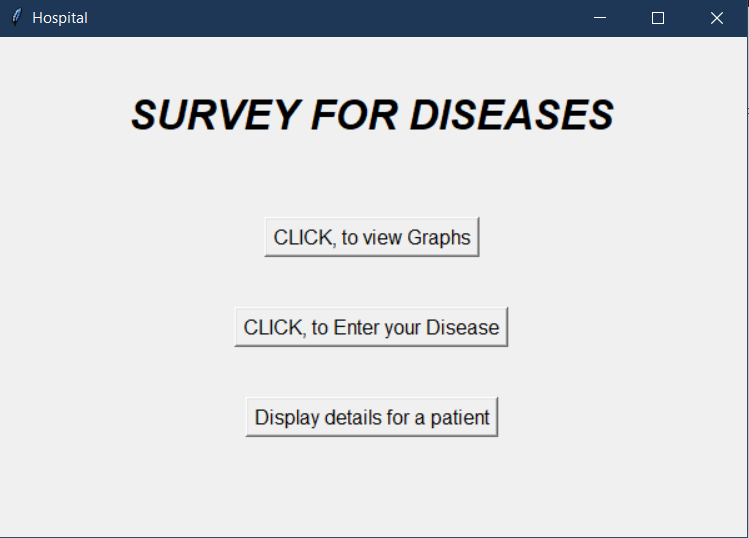 Hospital
SURVEY FOR DISEASES
CLICK, to view Graphs
CLICK, to Enter your Disease
Display details for a patient